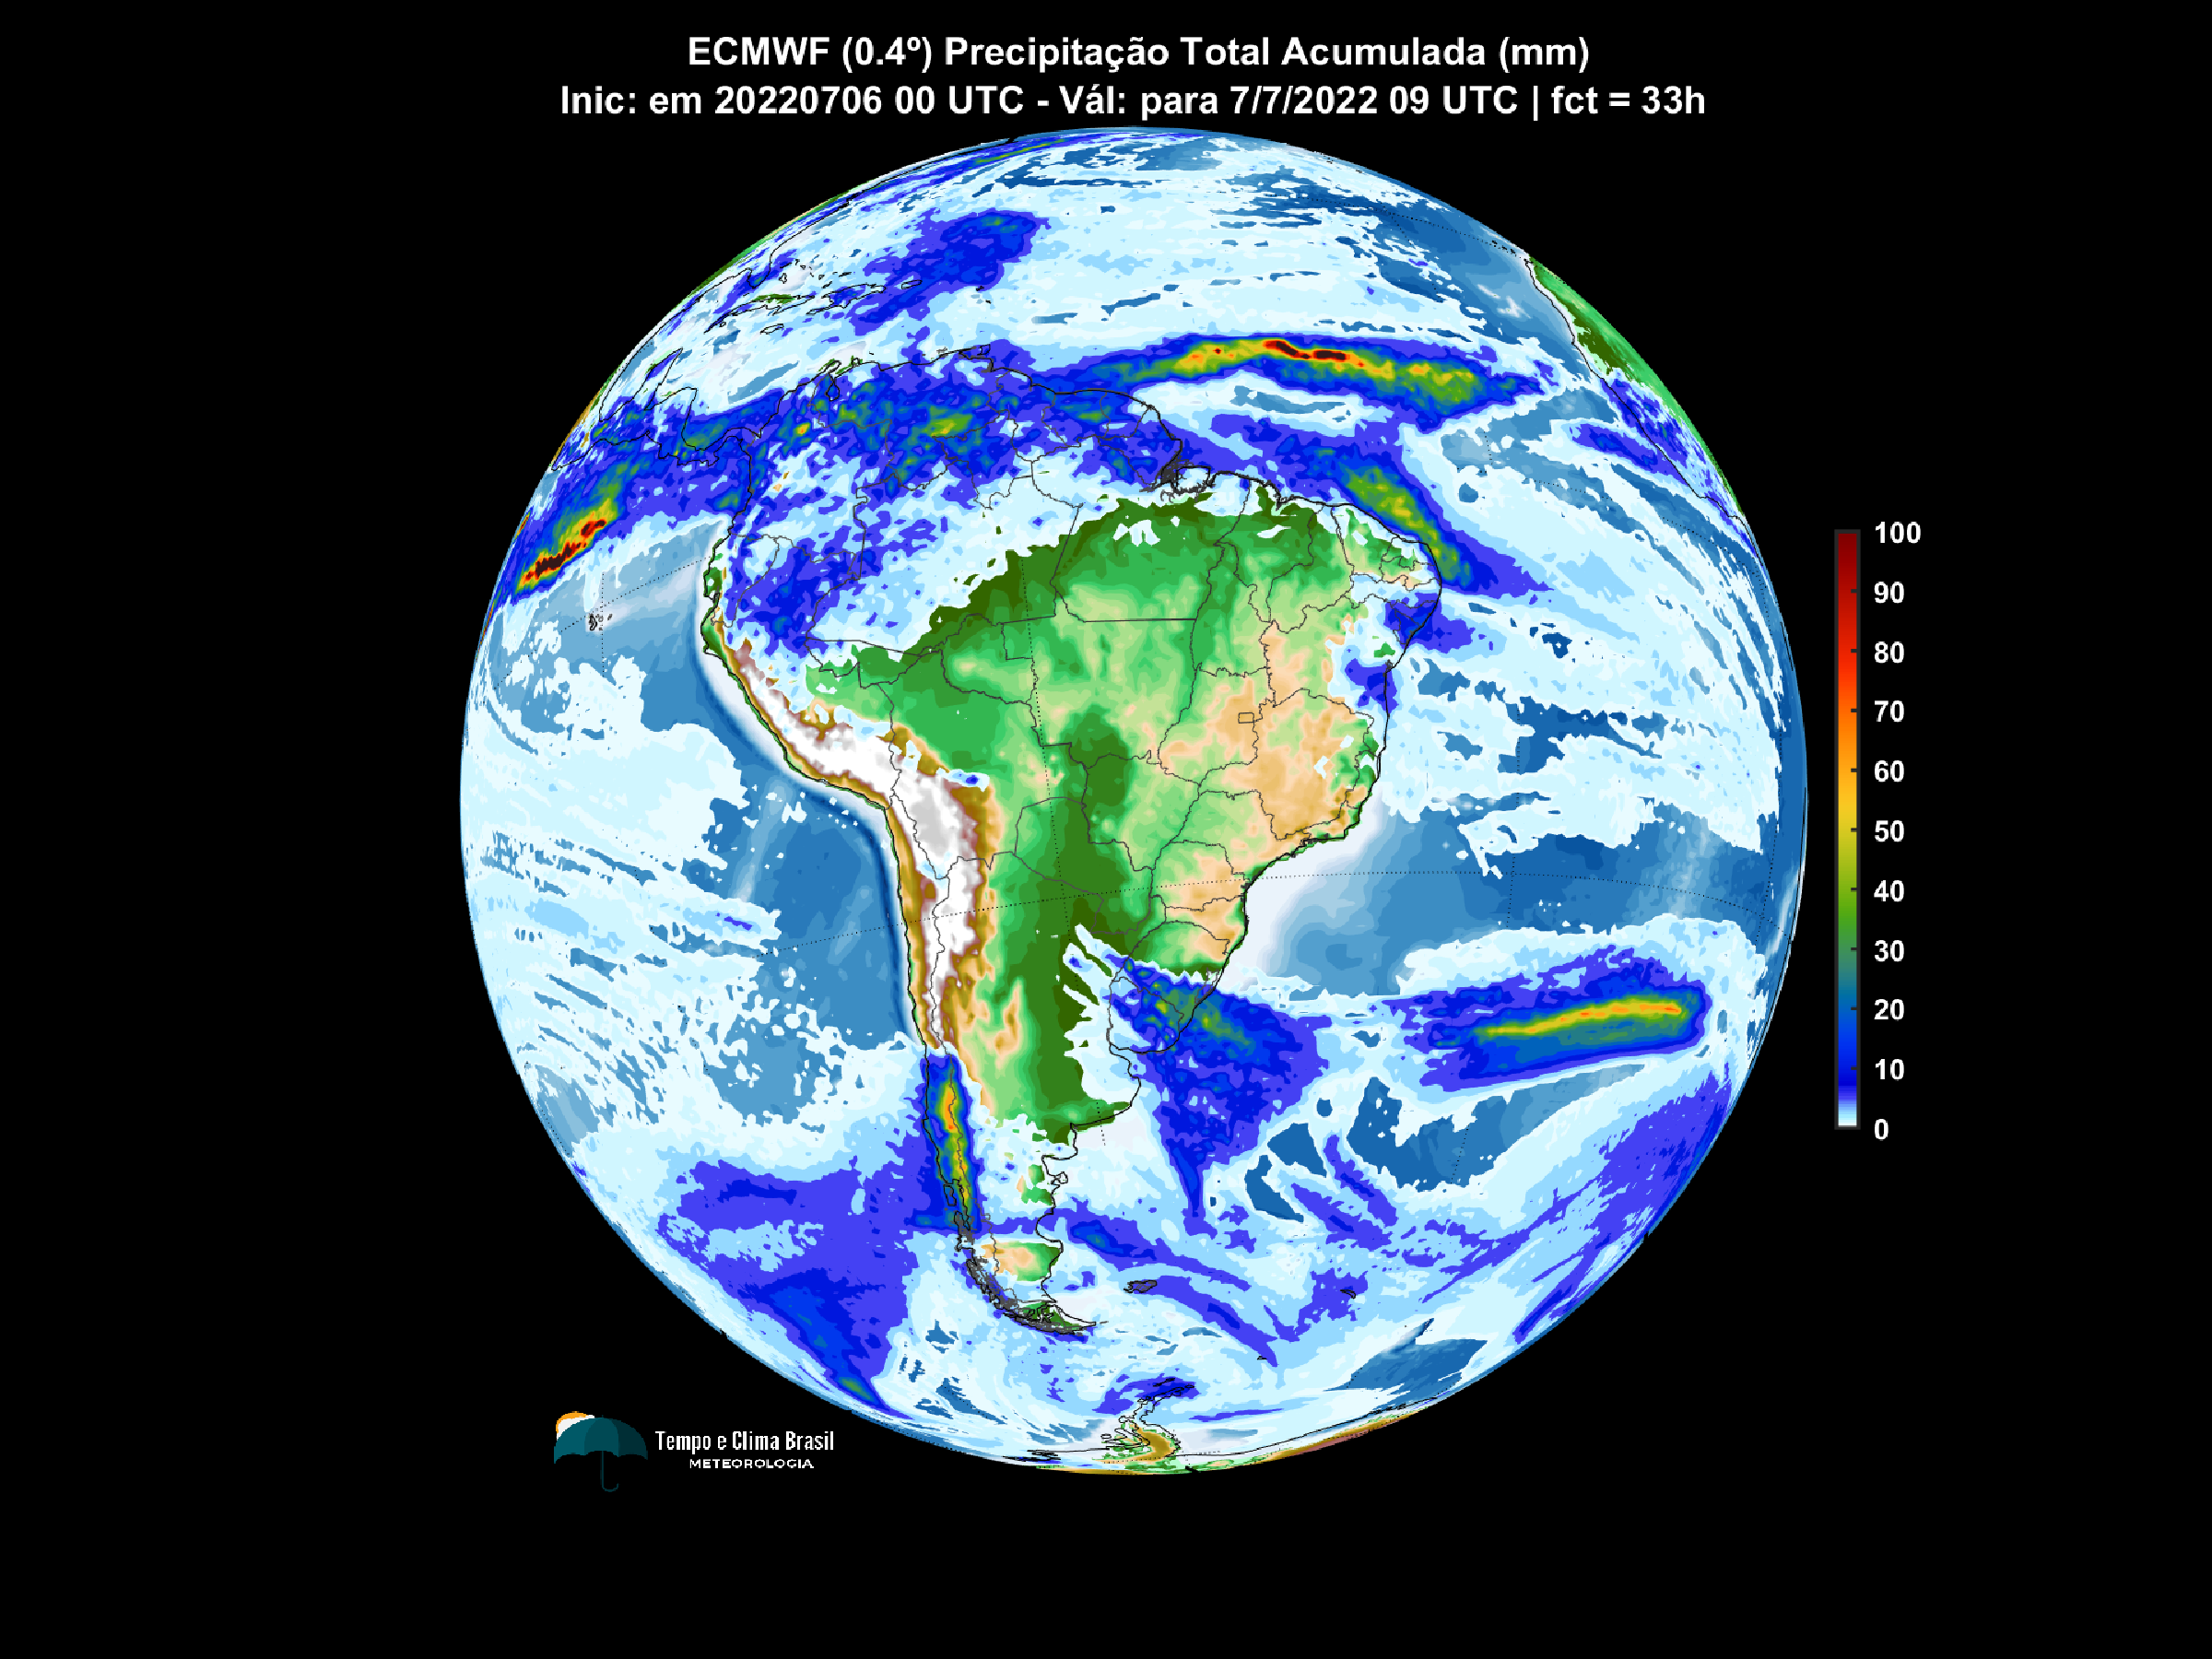 ECMWF (0.4º) Precipitação Total Acumulada (mm)
Inic: em 20220706 00 UTC - Vál: para 7/7/2022 09 UTC | fct = 33h
100
90
80
70
60
50
40
30
20
10
0
Tempo e Clima Brasil
METEOROLOGIA